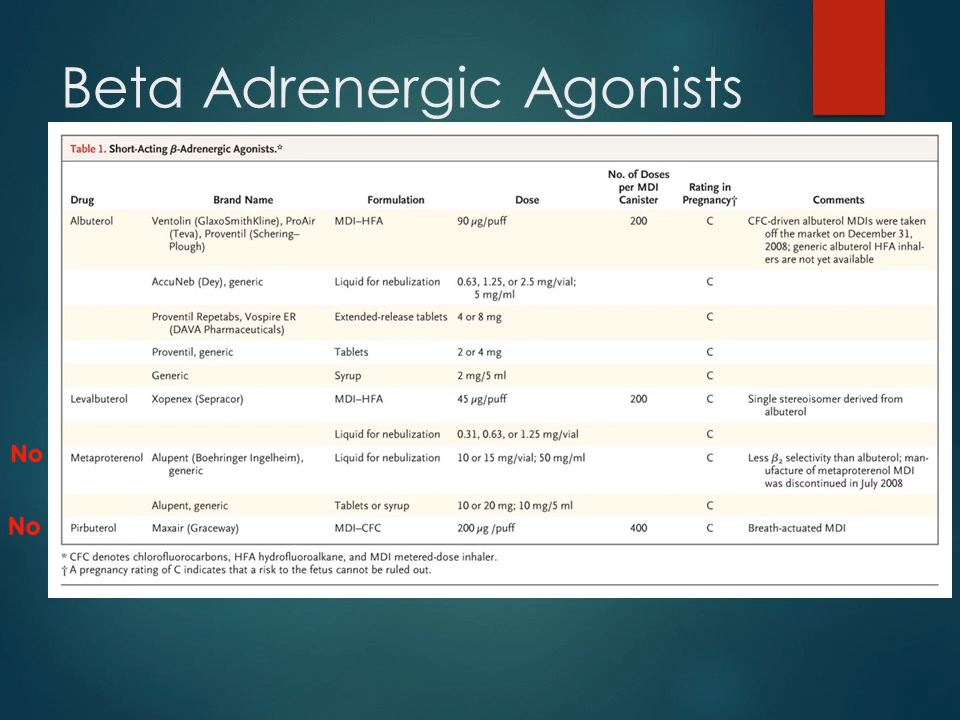 Beta Adrenergic Agonists
Table 1. Short-Acting β-Adrenergic Agonists.*
Drug Brand Name Formulation Dose No. of Doses per MDI Canister Rating in Pregnancy† Comments
Albuterol Ventolin (GlaxoSmithKline), ProAir MDI–HFA 90 µg/puff 200 C CFC-driven albuterol MDIs were taken
(Teva), Proventil (Schering– off the market on December 31,
Plough) 2008; generic albuterol HFA inhal-
ers are not yet available
AccuNeb (Dey), generic Liquid for nebulization 0.63, 1.25, or 2.5 mg/vial; C
5 mg/ml
Proventil Repetabs, Vospire ER Extended-release tablets 4 or 8 mg C
(DAVA Pharmaceuticals)
Proventil, generic Tablets 2 or 4 mg C
Generic Syrup 2 mg/5 ml C
Levalbuterol Xopenex (Sepracor) MDI–HFA 45 µg/puff 200 C Single stereoisomer derived from
albuterol
Liquid for nebulization 0.31, 0.63, or 1.25 mg/vial C
No Metaproterenol Alupent (Boehringer Ingelheim), Liquid for nebulization 10 or 15 mg/vial; 50 mg/ml C Less β2 selectivity than albuterol; man-
generic ufacture of metaproterenol MDI
was discontinued in July 2008
Alupent, generic Tablets or syrup 10 or 20 mg; 10 mg/5 ml C
No Pirbuterol Maxair (Graceway) MDI–CFC 200 µg /puff 400 C Breath-actuated MDI
* CFC denotes chlorofluorocarbons, HFA hydrofluoroalkane, and MDI metered-dose inhaler.
† A pregnancy rating of C indicates that a risk to the fetus cannot be ruled out.